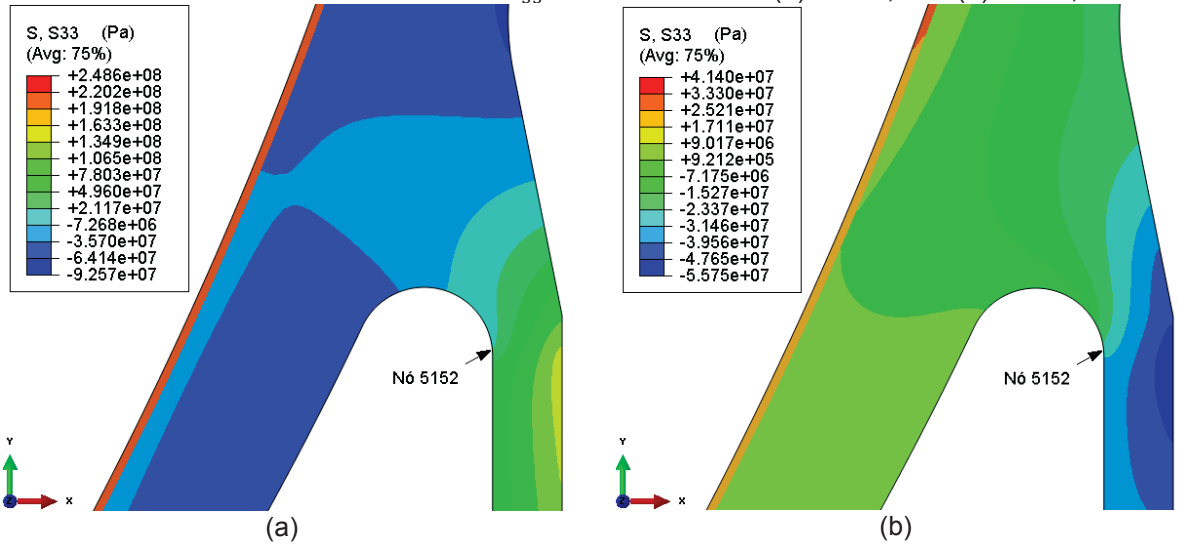 S, S33 (Pa)
(Avg: 75%)
+2.486e+08
+2.202e+08
+1.918e+08
+1.633e+08
+1.349e+08
+1.065e+08
+7.803e+07
+4.960e+07
+2.117e+07
-7.268e+06
-3.570e+07
-6.414e+07
-9.257e+07
Nó 5152
Y
Z
X
(a)
S, S33 (Pa)
(Avg: 75%)
+4.140e+07
+3.330e+07
+2.521e+07
+1.711e+07
+9.017e+06
+9.212e+05
-7.175e+06
-1.527e+07
-2.337e+07
-3.146e+07
-3.956e+07
-4.765e+07
-5.575e+07
Nó 5152
Y
Z
X
(b)